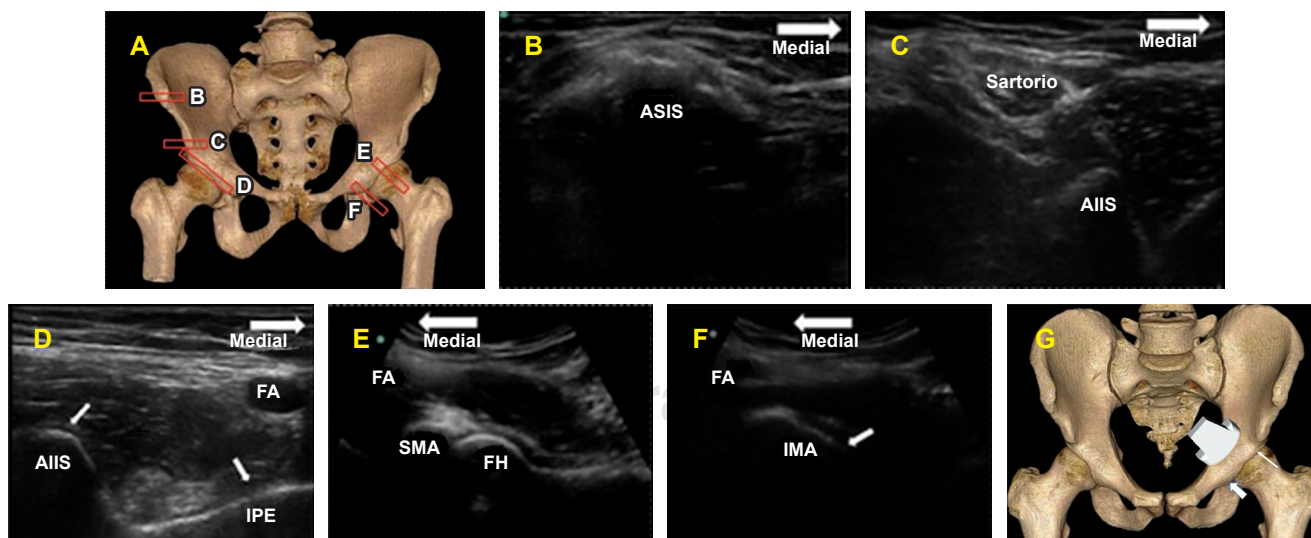 A
B
C
D
E
F
B
Medial
ASIS
C
Medial
Sartorio
AIIS
D
Medial
FA
AIIS
IPE
E
Medial
FA
SMA
FH
F
Medial
FA
IMA
G